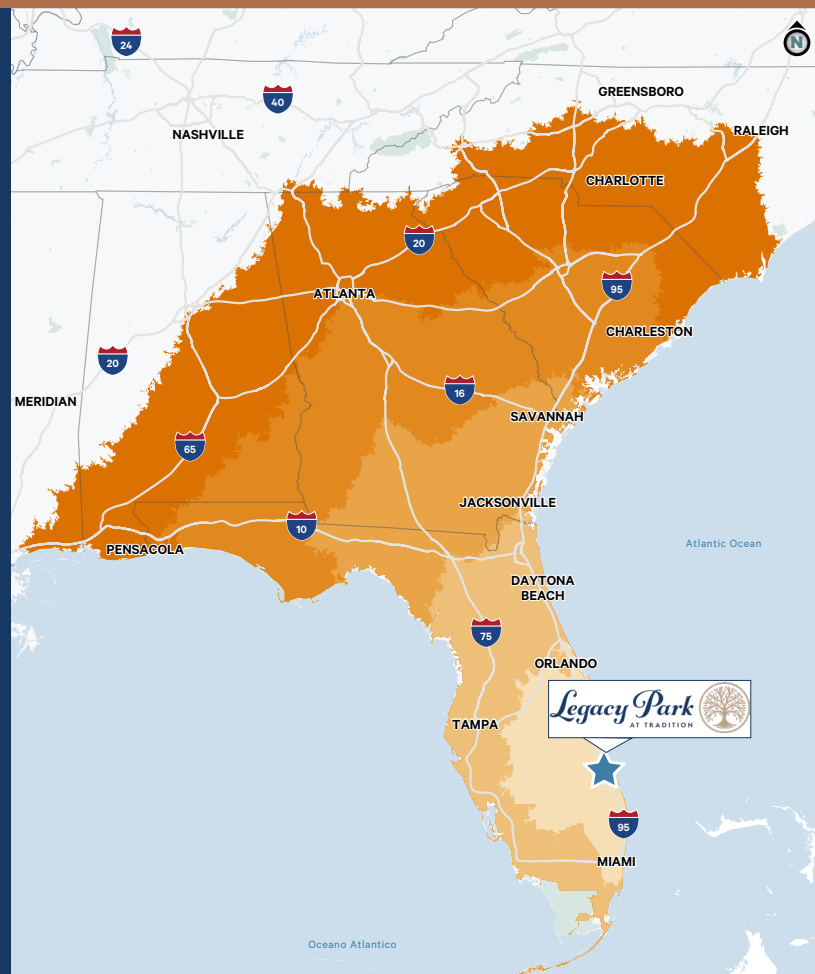 24
N
40
GREENSBORO
NASHVILLE
RALEIGH
CHARLOTTE
20
95
ATLANTA
CHARLESTON
20
16
MERIDIAN
SAVANNAH
65
JACKSONVILLE
10
PENSACOLA
Atlantic Ocean
DAYTONA
BEACH
75
ORLANDO
Legacy Park
AT TRADITION
TAMPA
95
MIAMI
Oceano Atlantico